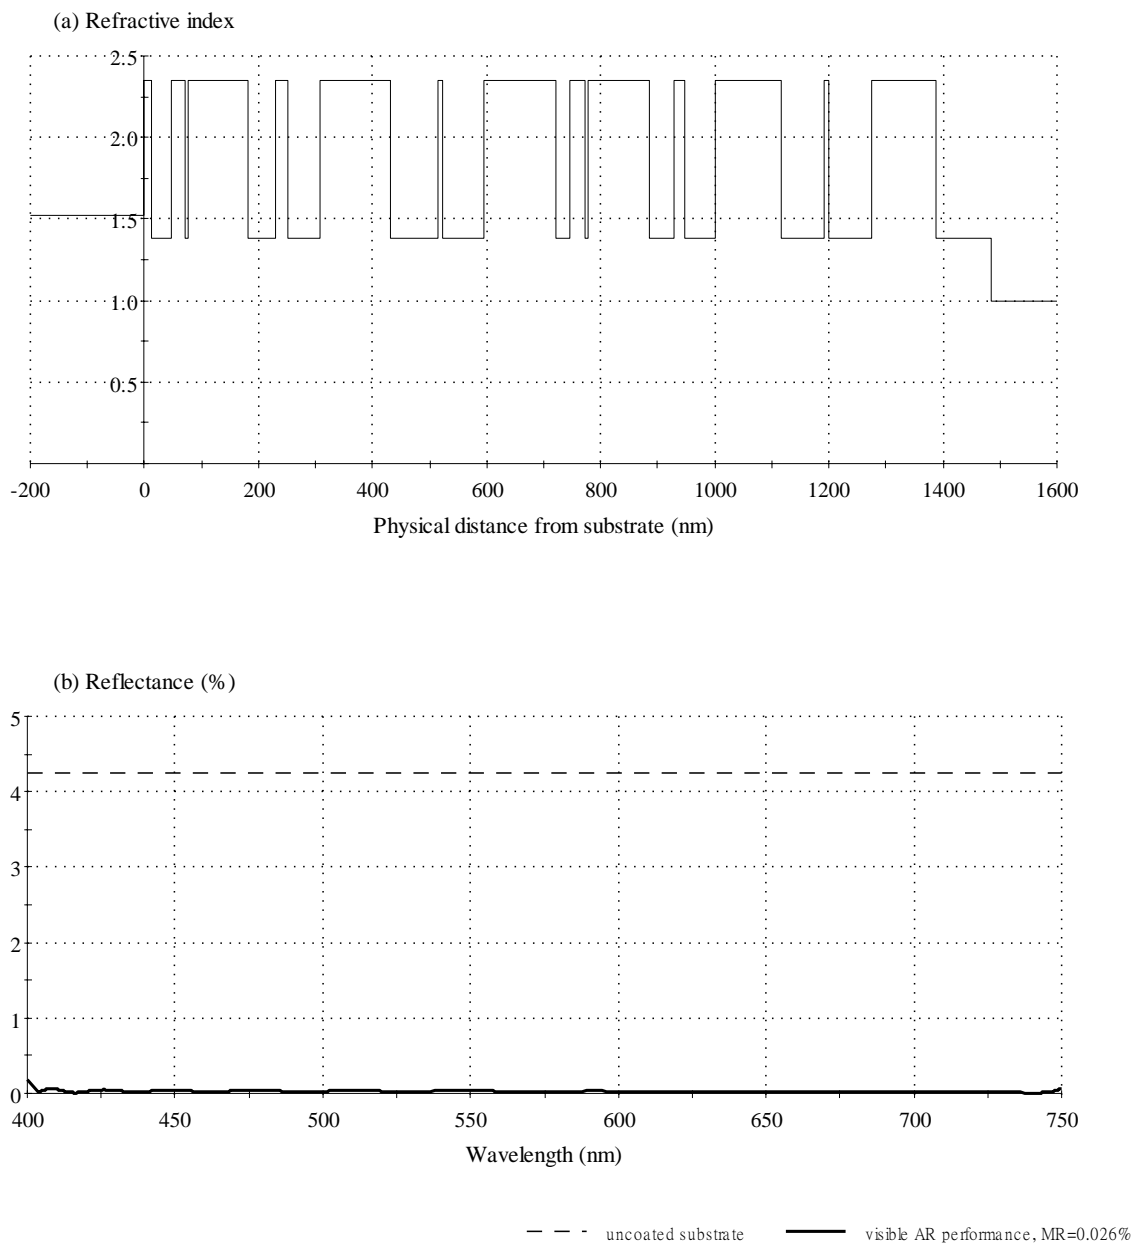 (a) Refractive index
2.5
2.0
1.5
1.0
0.5
-200 0 200 400 600 800 1000 1200 1400 1600
Physical distance from substrate (nm)
(b) Reflectance (%)
5
4
3
2
1
0
400 450 500 550 600 650 700 750
Wavelength (nm)
uncoated substrate visible AR performance, MR=0.026%